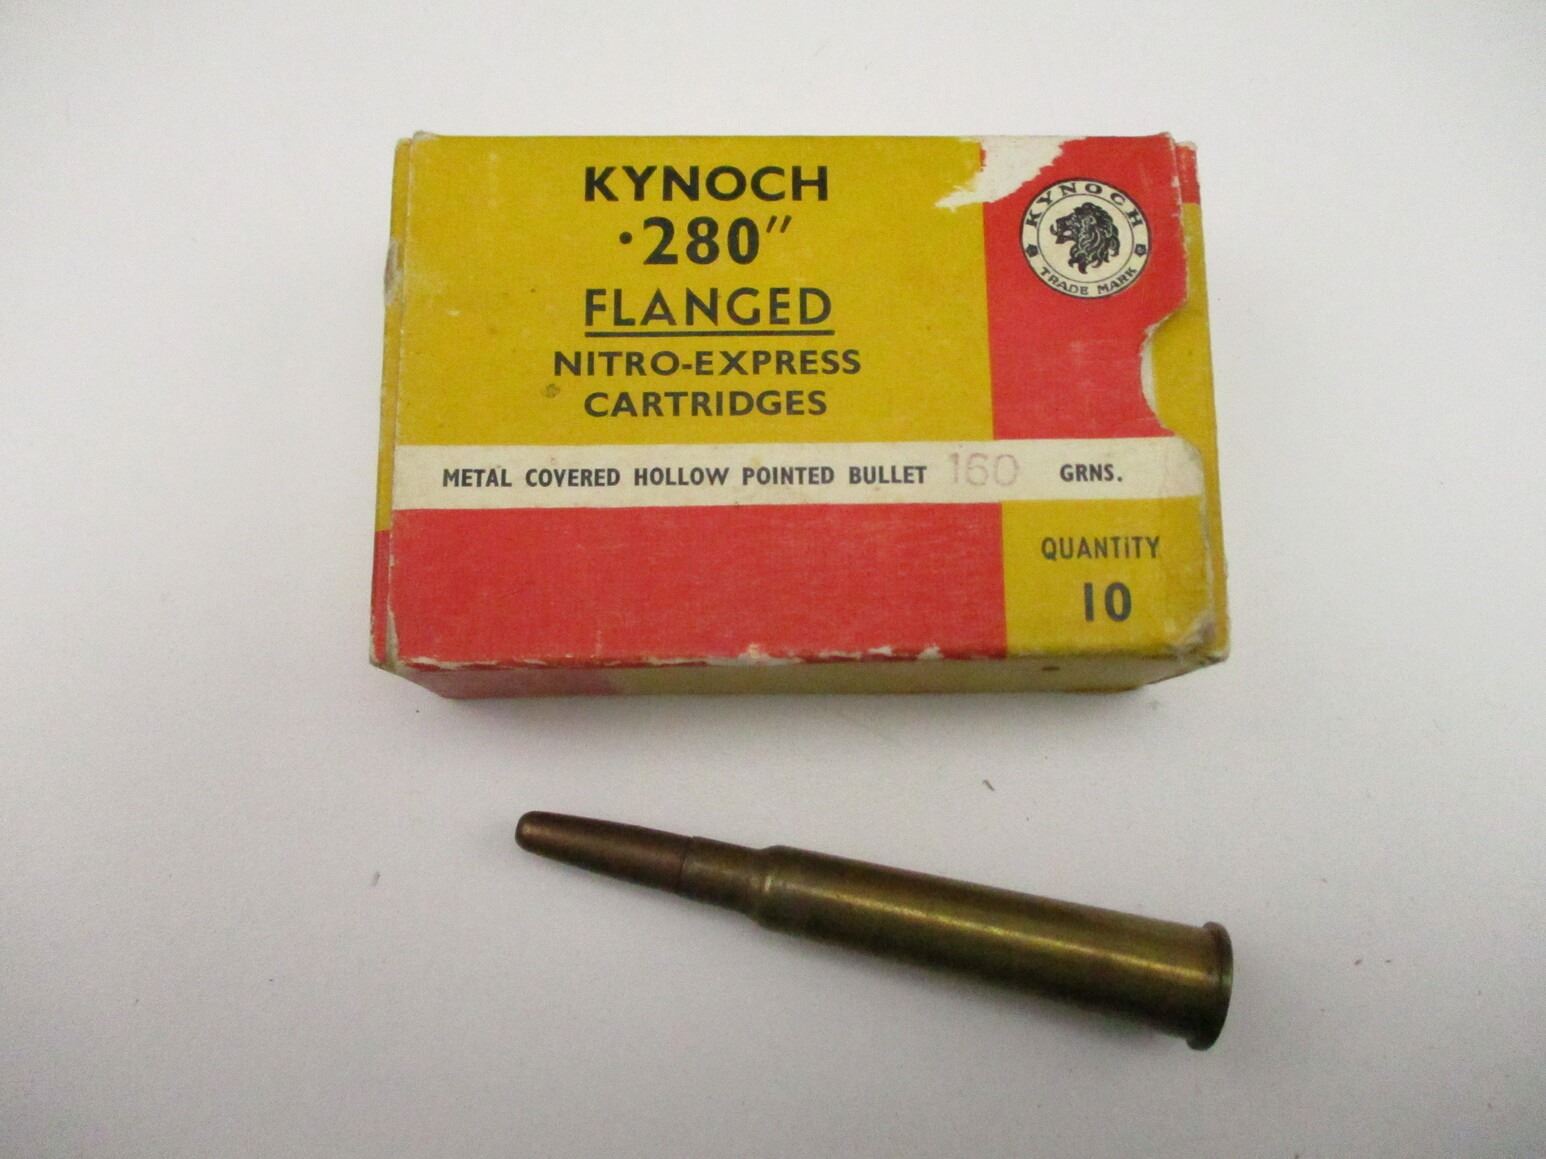 KYNOCH
·280"
FLANGED
NITRO-EXPRESS
CARTRIDGES
KYNOCH
TRADE MARK
METAL COVERED HOLLOW POINTED BULLET 160 GRNS.
QUANTiTY
10